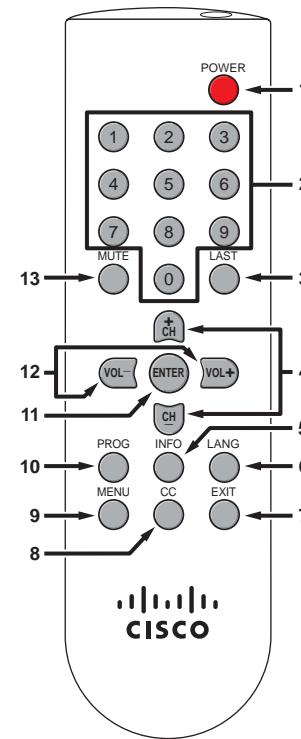 POWER
1
1 2 3
2
4 5 6
7 8 9
MUTE LAST
13
0
3
+
CH
12
VOL− ENTER VOL+
4
11
CH
−
5
PROG INFO LANG
10
6
MENU CC EXIT
9
7
8
CISCO